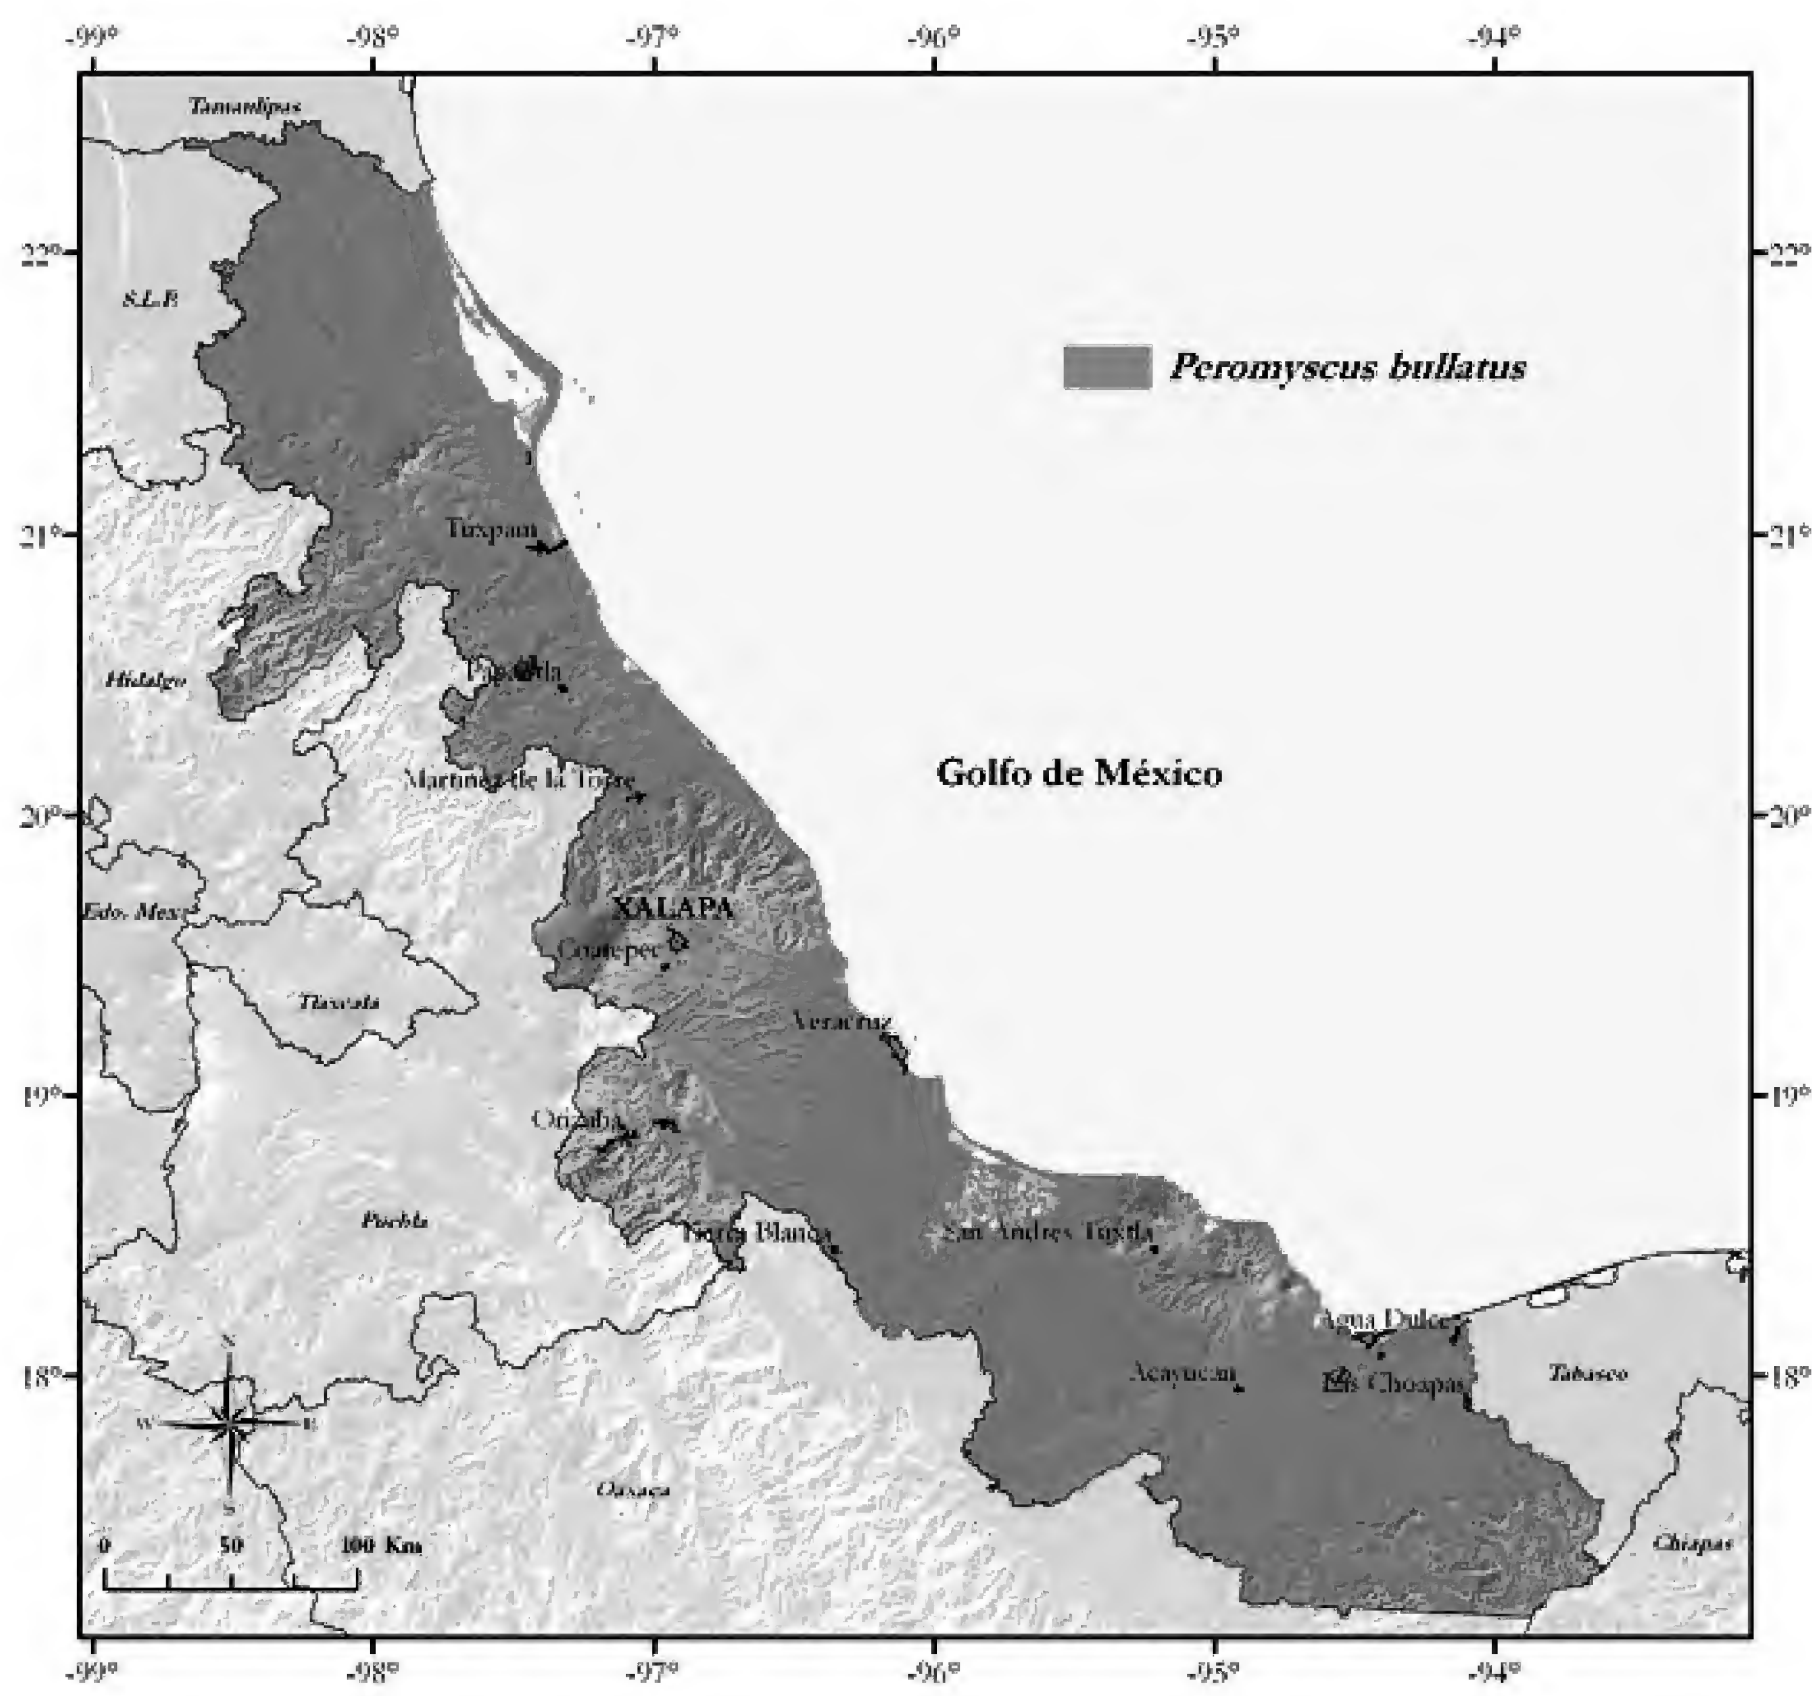 -99° -98° -97° -96° -95° -94°
Tamaulipas
22° 22°
S.L.P.
Peromyscus bullatus
21° 21°
Tuxpam
Papantla
Hidalgo
Golfo de México
Martinez de la Torre
20° 20°
XALAPA
Edo. Mex.
Coatepec
Tlaxcala
Veracruz
19° 19°
Orizaba
Puebla
Tierra Blanca
San Andres Tuxtla
Agua Dulce
N
18° 18°
Acayucan
Las Choapas
Tabasco
W E
Oaxaca
S
0 50 100 Km
Chiapas
-99° -98° -97° -96° -95° -94°